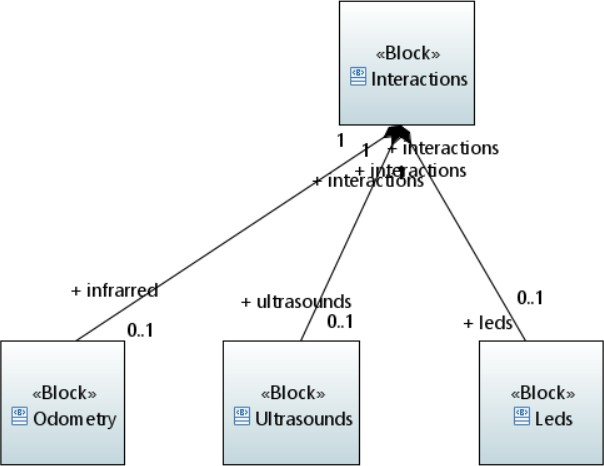 «Block»
Interactions
1
1
+ interactions
+ interactions
+ interactions
+ infrarred
0..1
+ ultrasounds
0..1
0..1
+ leds
«Block»
Odometry
«Block»
Ultrasounds
«Block»
Leds